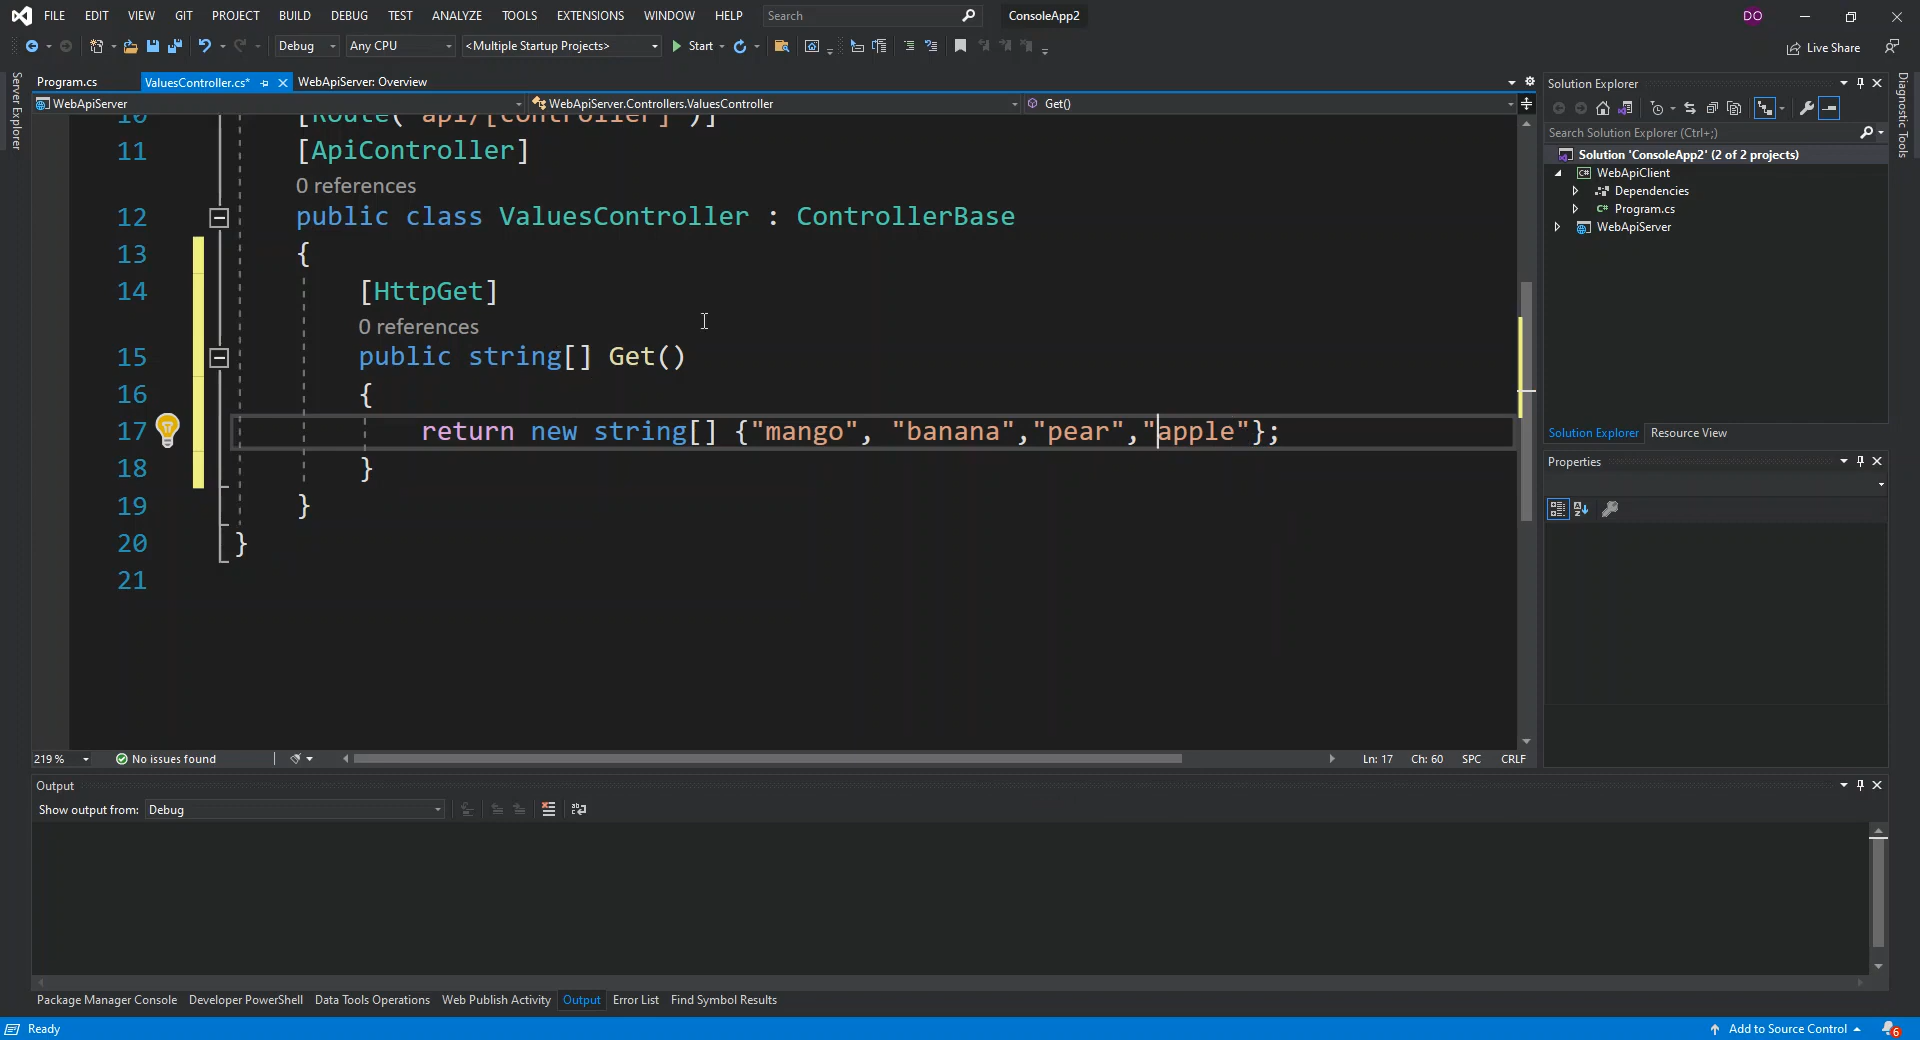 FILE EDIT VIEW GIT PROJECT BUILD DEBUG TEST ANALYZE TOOLS EXTENSIONS WINDOW HELP Search ConsoleApp2 DO
Debug Any CPU <Multiple Startup Projects> Start Live Share
Server Explorer
Program.cs ValuesController.cs* WebApiServer: Overview
WebApiServer WebApiServer.Controllers.ValuesController Get()
10 [Route("api/[controller]")]
11 [ApiController]
0 references
12 public class ValuesController : ControllerBase
13 {
14 [HttpGet]
0 references
15 public string[] Get()
16 {
17 return new string[] {"mango", "banana","pear","apple"};
18 }
19 }
20 }
21
219 % No issues found Ln: 17 Ch: 60 SPC CRLF
Solution Explorer
Search Solution Explorer (Ctrl+;)
Solution 'ConsoleApp2' (2 of 2 projects)
WebApiClient
Dependencies
C# Program.cs
WebApiServer
Solution Explorer Resource View
Properties
Diagnostic Tools
Output
Show output from: Debug
Package Manager Console Developer PowerShell Data Tools Operations Web Publish Activity Output Error List Find Symbol Results
Ready Add to Source Control 6